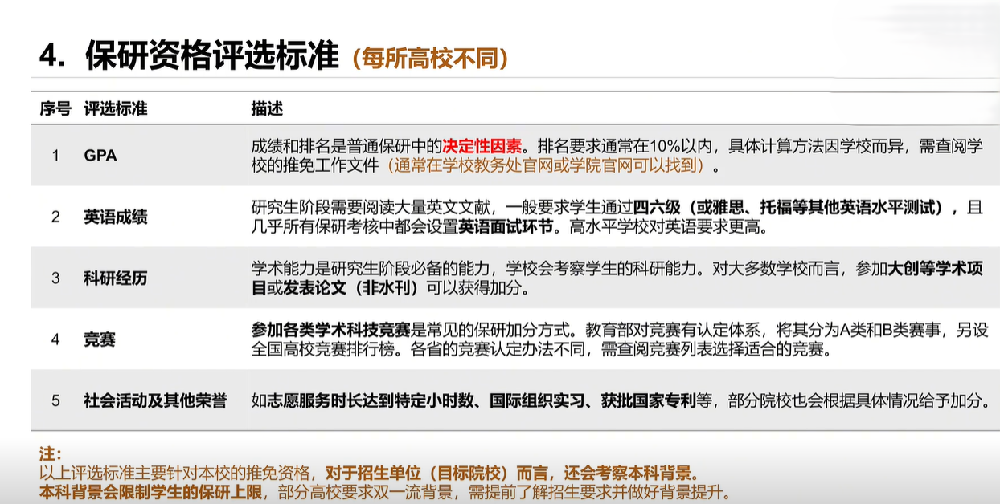 4. 保研资格评选标准（每所高校不同）
序号 评选标准 描述
1 GPA 成绩和排名是普通保研中的决定性因素。排名要求通常在10%以内，具体计算方法因学校而异，需查阅学
校的推免工作文件（通常在学校教务处官网或学院官网可以找到）。
2 英语成绩 研究生阶段需要阅读大量英文文献，一般要求学生通过四六级（或雅思、托福等其他英语水平测试），且
几乎所有保研考核中都会设置英语面试环节。高水平学校对英语要求更高。
3 科研经历 学术能力是研究生阶段必备的能力，学校会考察学生的科研能力。对大多数学校而言，参加大创等学术项
目或发表论文（非水刊）可以获得加分。
4 竞赛 参加各类学术科技竞赛是常见的保研加分方式。教育部对竞赛有认定体系，将其分为A类和B类赛事，另设
全国高校竞赛排行榜。各省的竞赛认定办法不同，需查阅竞赛列表选择适合的竞赛。
5 社会活动及其他荣誉 如志愿服务时长达到特定小时数、国际组织实习、获批国家专利等，部分院校也会根据具体情况给予加分。
注：
以上评选标准主要针对本校的推免资格，对于招生单位（目标院校）而言，还会考察本科背景。
本科背景会限制学生的保研上限，部分高校要求双一流背景，需提前了解招生要求并做好背景提升。